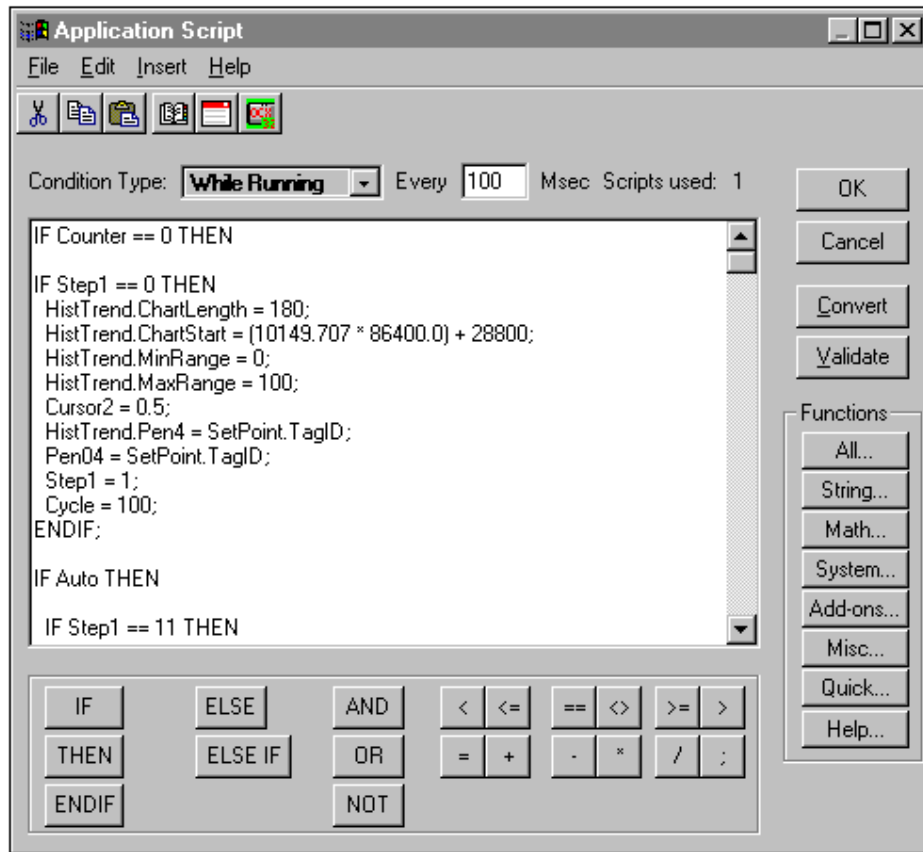 Application Script
File Edit Insert Help
Condition Type: While Running Every 100 Msec Scripts used: 1
IF Counter == 0 THEN
IF Step1 == 0 THEN
HistTrend.ChartLength = 180;
HistTrend.ChartStart = (10149.707 * 86400.0) + 28800;
HistTrend.MinRange = 0;
HistTrend.MaxRange = 100;
Cursor2 = 0.5;
HistTrend.Pen4 = SetPoint.TagID;
Pen04 = SetPoint.TagID;
Step1 = 1;
Cycle = 100;
ENDIF;
IF Auto THEN
IF Step1 == 11 THEN
OK
Cancel
Convert
Validate
Functions
All...
String...
Math...
System...
Add-ons...
Misc...
Quick...
Help...
IF ELSE AND < <= == <> >= >
THEN ELSE IF OR = + - * / ;
ENDIF NOT